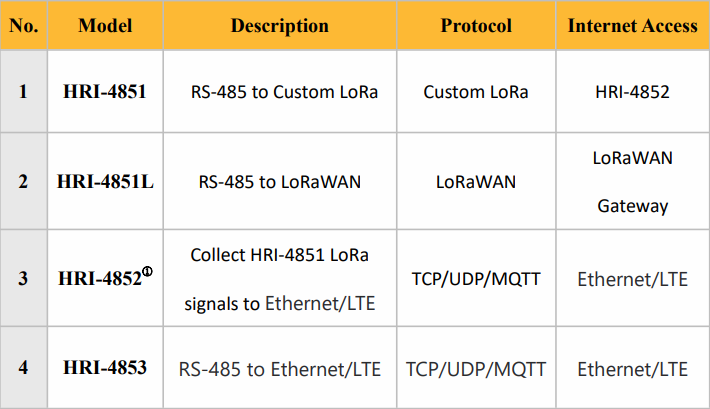 No. Model Description Protocol Internet Access
1 HRI-4851 RS-485 to Custom LoRa Custom LoRa HRI-4852
2 HRI-4851L RS-485 to LoRaWAN LoRaWAN LoRaWAN
Gateway
3 HRI-4852① Collect HRI-4851 LoRa
signals to Ethernet/LTE TCP/UDP/MQTT Ethernet/LTE
4 HRI-4853 RS-485 to Ethernet/LTE TCP/UDP/MQTT Ethernet/LTE